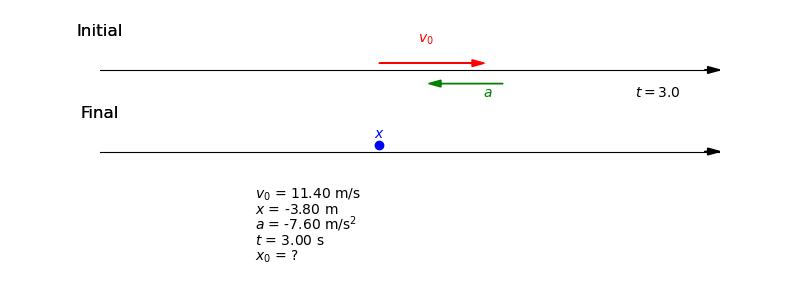 Initial
v₀
a
t = 3.0
Final
x
v₀ = 11.40 m/s
x = -3.80 m
a = -7.60 m/s²
t = 3.00 s
x₀ = ?